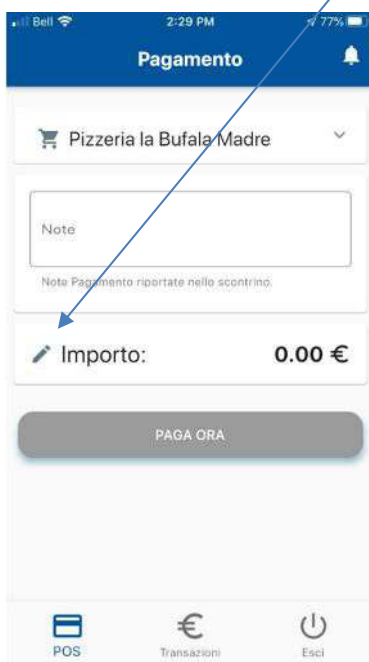 Bell 2:29 PM 77%
Pagamento
Pizzeria la Bufala Madre
Note
Note Pagamento riportate nello scontrino.
Importo: 0.00 €
PAGA ORA
€
POS Transazioni Esci